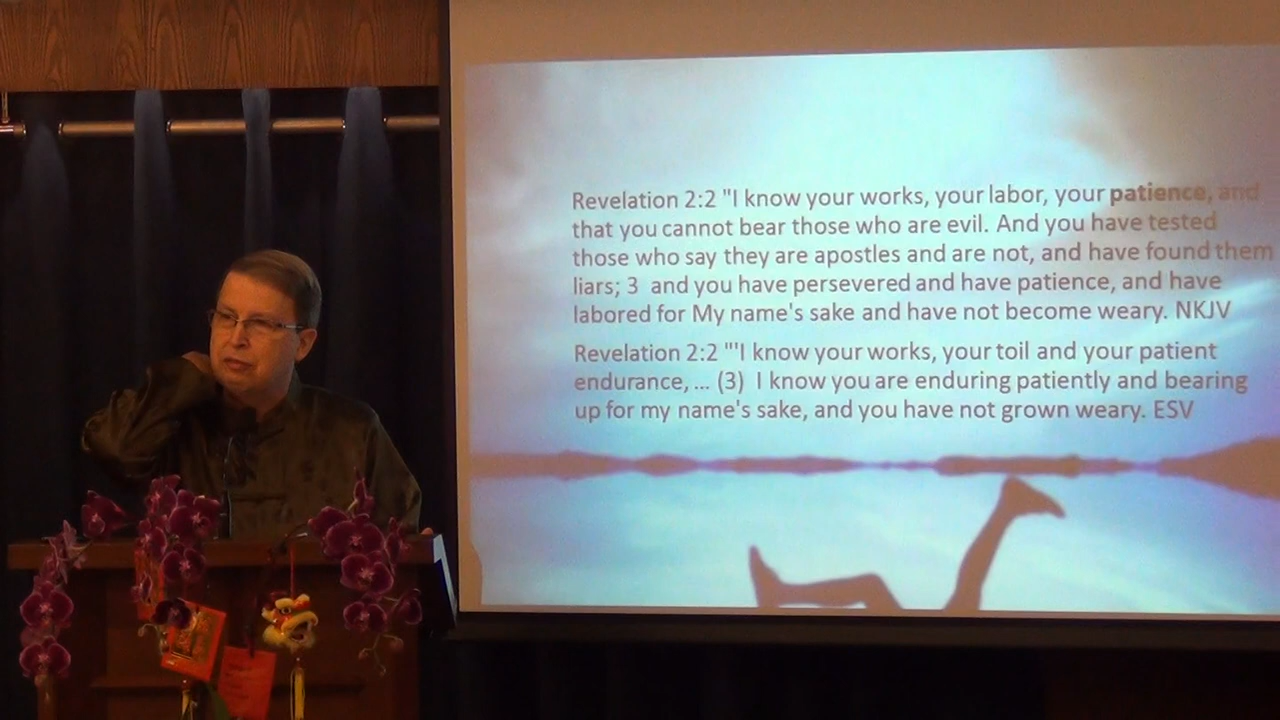 Revelation 2:2 "I know your works, your labor, your patience, and
that you cannot bear those who are evil. And you have tested
those who say they are apostles and are not, and have found them
liars; 3 and you have persevered and have patience, and have
labored for My name's sake and have not become weary. NKJV
Revelation 2:2 "'I know your works, your toil and your patient
endurance, ... (3) I know you are enduring patiently and bearing
up for my name's sake, and you have not grown weary. ESV